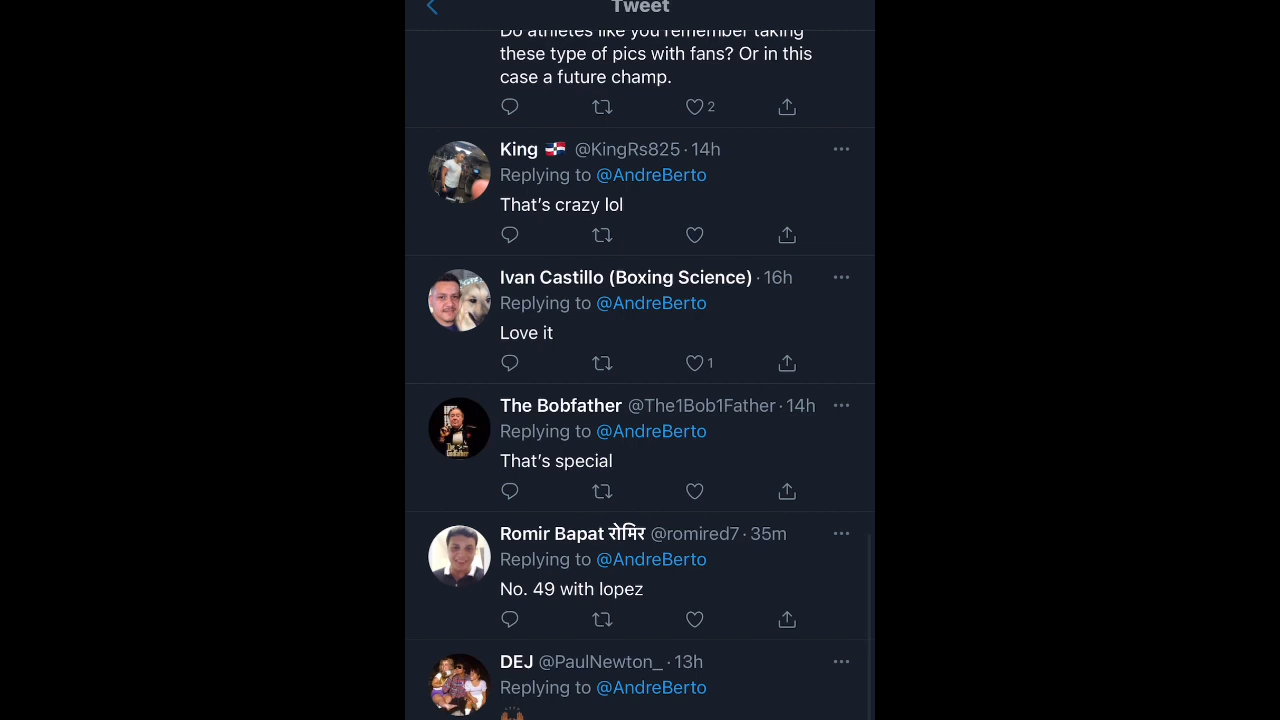 Tweet
Do athletes like you remember taking
these type of pics with fans? Or in this
case a future champ.
2
King 🇩🇴 @KingRs825 · 14h
Replying to @AndreBerto
That’s crazy lol
Ivan Castillo (Boxing Science) · 16h
Replying to @AndreBerto
Love it
1
The Bobfather @The1Bob1Father · 14h
Replying to @AndreBerto
That’s special
Romir Bapat रोमिर @romired7 · 35m
Replying to @AndreBerto
No. 49 with lopez
DEJ @PaulNewton_ · 13h
Replying to @AndreBerto